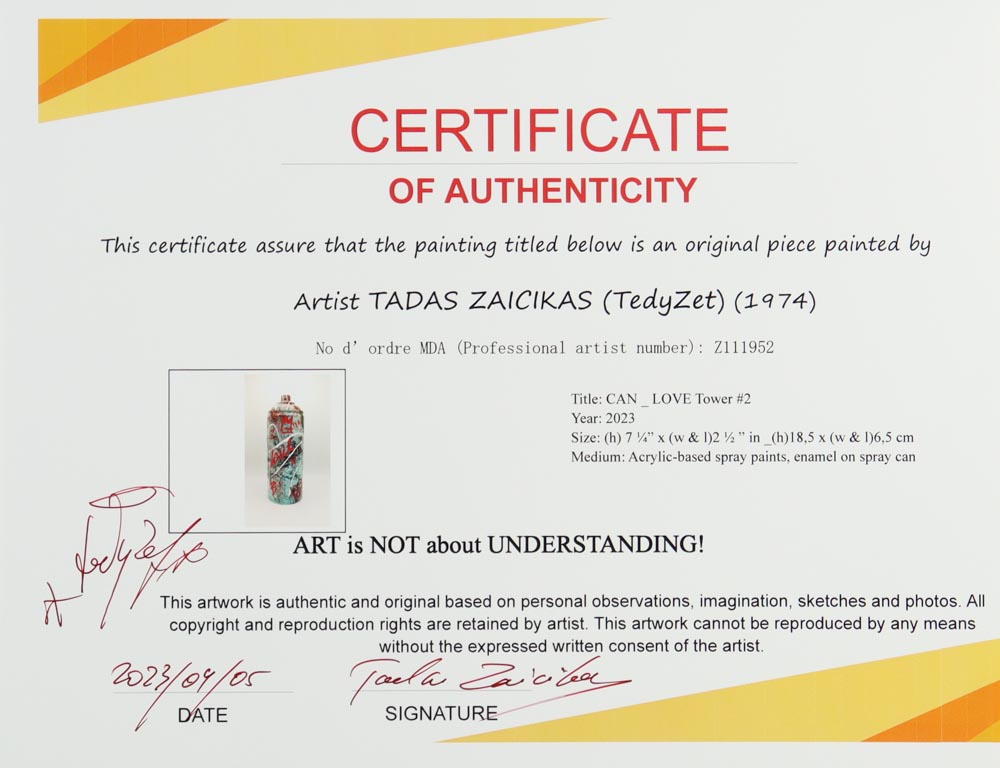 CERTIFICATE
OF AUTHENTICITY
This certificate assure that the painting titled below is an original piece painted by
Artist TADAS ZAICIKAS (TedyZet) (1974)
No d' ordre MDA (Professional artist number): Z111952
Title: CAN _ LOVE Tower #2
Year: 2023
Size: (h) 7 ¼” x (w & l)2 ½ ” in _(h)18,5 x (w & l)6,5 cm
Medium: Acrylic-based spray paints, enamel on spray can
TedyZet
ART is NOT about UNDERSTANDING!
This artwork is authentic and original based on personal observations, imagination, sketches and photos. All
copyright and reproduction rights are retained by artist. This artwork cannot be reproduced by any means
without the expressed written consent of the artist.
2023/04/05
Tadas Zaicikas
DATE
SIGNATURE